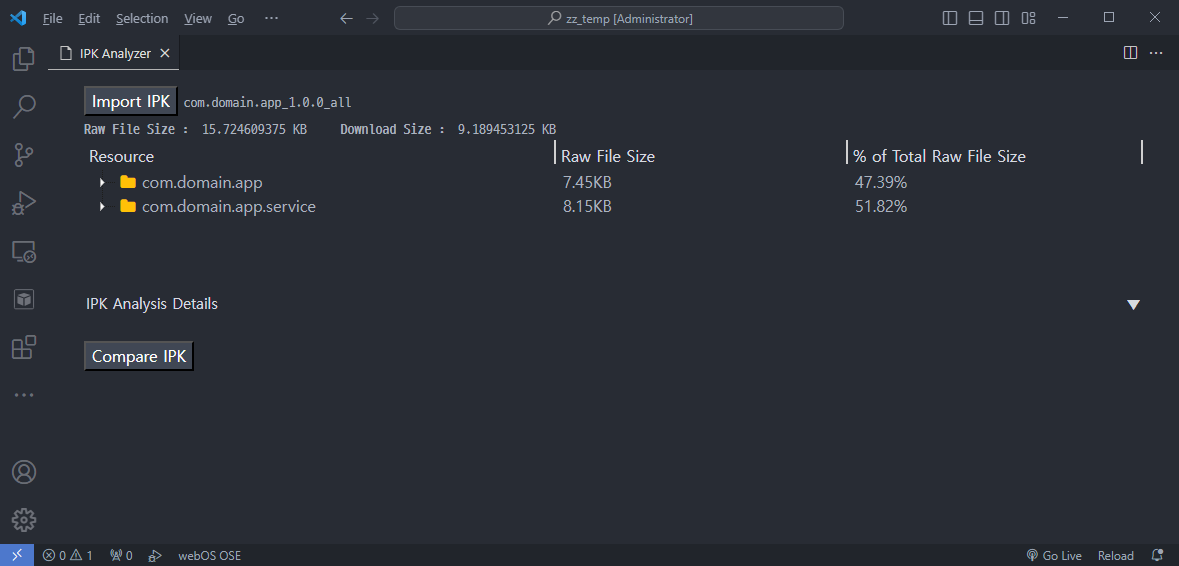 File Edit Selection View Go ··· zz_temp [Administrator]
IPK Analyzer
Import IPK com.domain.app_1.0.0_all
Raw File Size : 15.724609375 KB Download Size : 9.189453125 KB
Resource Raw File Size % of Total Raw File Size
com.domain.app 7.45KB 47.39%
com.domain.app.service 8.15KB 51.82%
IPK Analysis Details
Compare IPK
0 1 0 webOS OSE Go Live Reload